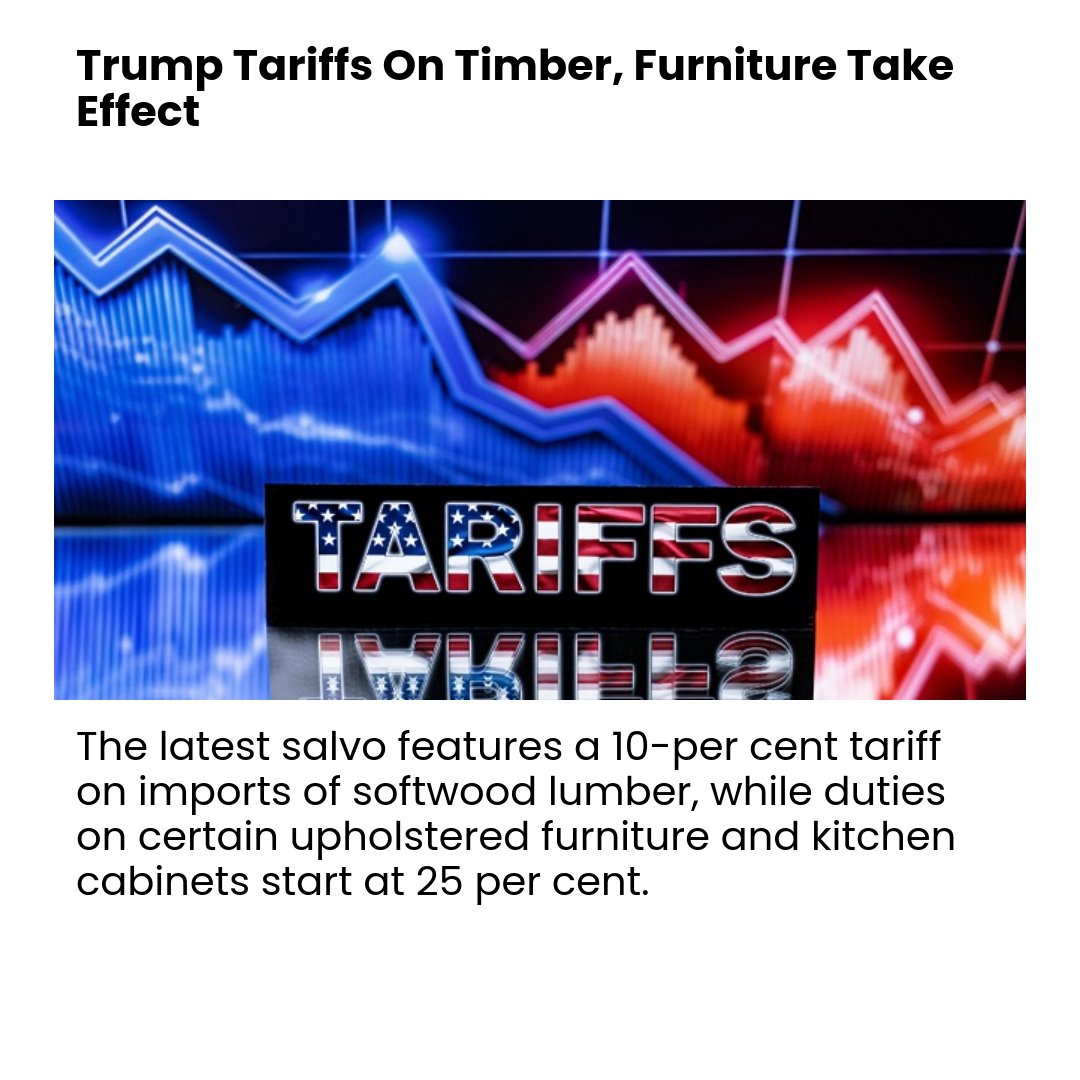 Trump Tariffs On Timber, Furniture Take
Effect
TARIFFS
The latest salvo features a 10-per cent tariff
on imports of softwood lumber, while duties
on certain upholstered furniture and kitchen
cabinets start at 25 per cent.